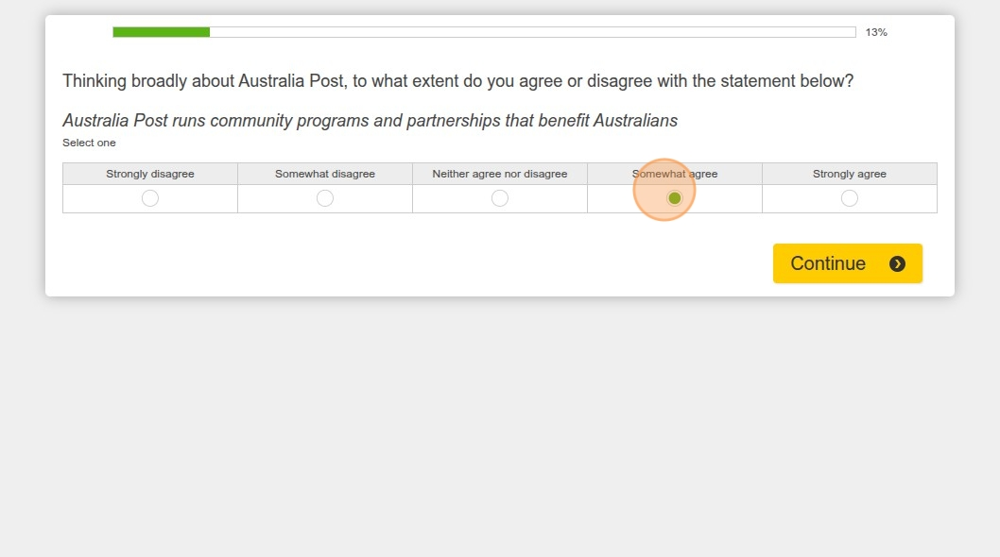 13%
Thinking broadly about Australia Post, to what extent do you agree or disagree with the statement below?
Australia Post runs community programs and partnerships that benefit Australians
Select one
Strongly disagree Somewhat disagree Neither agree nor disagree Somewhat agree Strongly agree
Continue